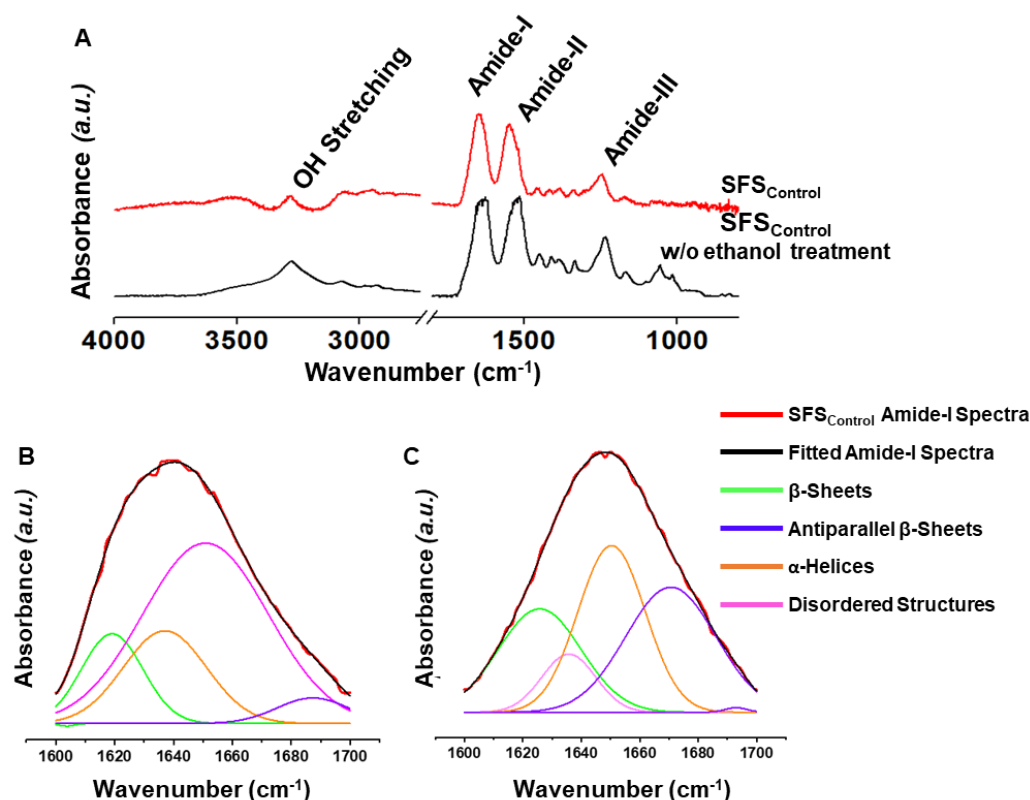 A
OH Stretching
Amide-I
Amide-II
Amide-III
SFSControl
SFSControl
w/o ethanol treatment
Absorbance (a.u.)
4000 3500 3000 1500 1000
Wavenumber (cm-1)
B
Absorbance (a.u.)
1600 1620 1640 1660 1680 1700
Wavenumber (cm-1)
C
Absorbance (a.u.)
1600 1620 1640 1660 1680 1700
Wavenumber (cm-1)
SFSControl Amide-I Spectra
Fitted Amide-I Spectra
β-Sheets
Antiparallel β-Sheets
α-Helices
Disordered Structures